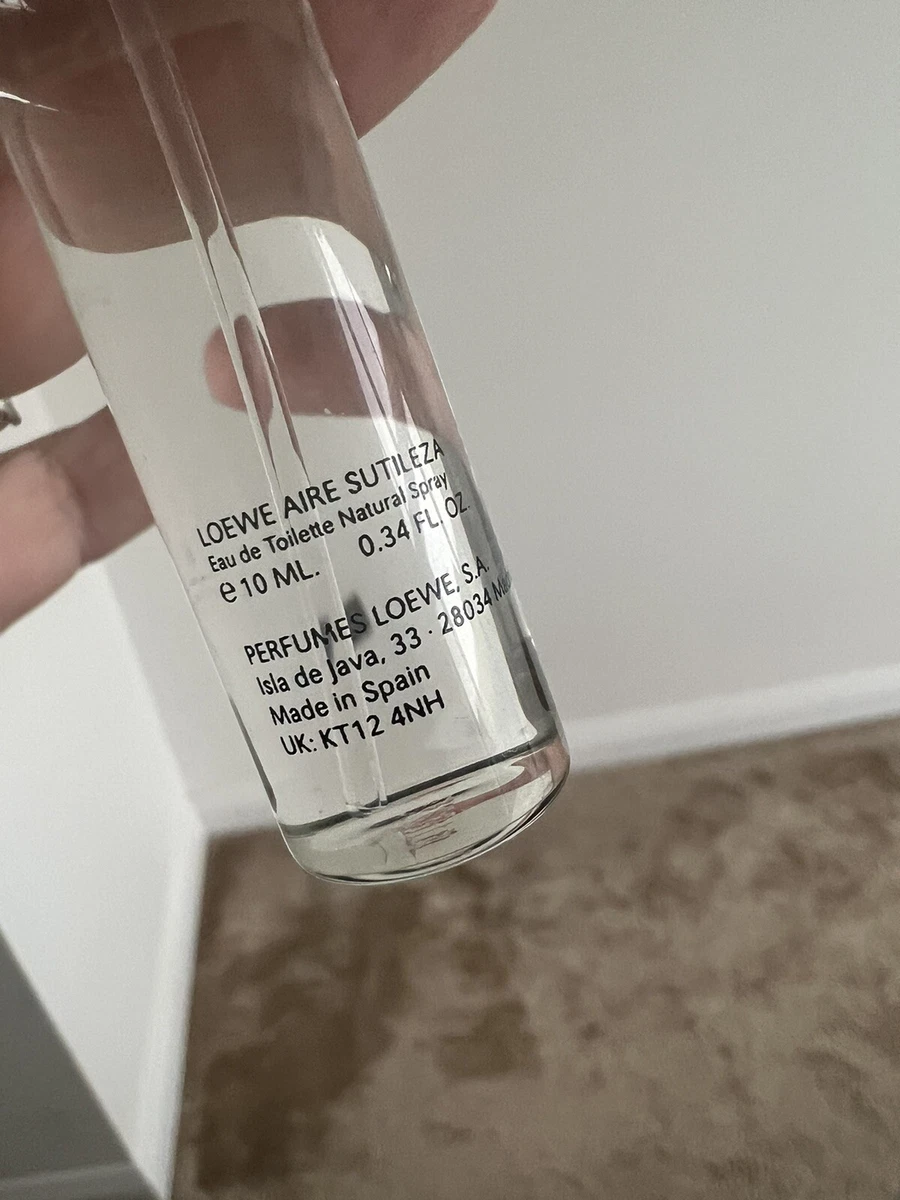 LOEWE AIRE SUTILEZA
Eau de Toilette Natural Spray
e 10 ML. 0.34 FL. OZ.
PERFUMES LOEWE, S.A.
Isla de Java, 33 · 28034
Made in Spain
UK: KT12 4NH